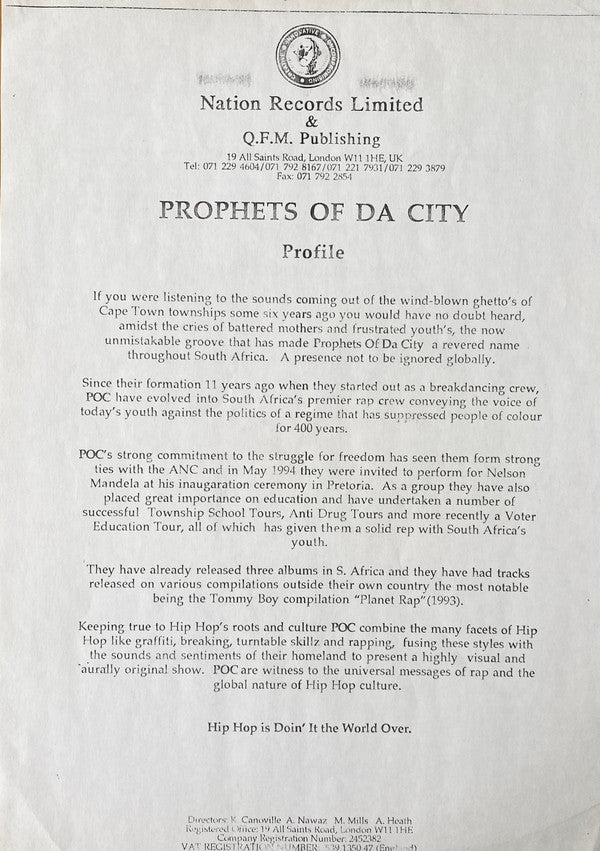 Nation Records Limited
&
Q.F.M. Publishing
19 All Saints Road, London W11 1HE, UK
Tel: 071 229 4604/071 792 8167/071 221 7931/071 229 3879
Fax: 071 792 2854
PROPHETS OF DA CITY
Profile
If you were listening to the sounds coming out of the wind-blown ghetto's of
Cape Town townships some six years ago you would have no doubt heard,
amidst the cries of battered mothers and frustrated youth's, the now
unmistakable groove that has made Prophets Of Da City a revered name
throughout South Africa. A presence not to be ignored globally.
Since their formation 11 years ago when they started out as a breakdancing crew,
POC have evolved into South Africa's premier rap crew conveying the voice of
today's youth against the politics of a regime that has suppressed people of colour
for 400 years.
POC's strong commitment to the struggle for freedom has seen them form strong
ties with the ANC and in May 1994 they were invited to perform for Nelson
Mandela at his inauguration ceremony in Pretoria. As a group they have also
placed great importance on education and have undertaken a number of
successful Township School Tours, Anti Drug Tours and more recently a Voter
Education Tour, all of which has given them a solid rep with South Africa's
youth.
They have already released three albums in S. Africa and they have had tracks
released on various compilations outside their own country the most notable
being the Tommy Boy compilation "Planet Rap"(1993).
Keeping true to Hip Hop's roots and culture POC combine the many facets of Hip
Hop like graffiti, breaking, turntable skillz and rapping, fusing these styles with
the sounds and sentiments of their homeland to present a highly visual and
aurally original show. POC are witness to the universal messages of rap and the
global nature of Hip Hop culture.
Hip Hop is Doin' It the World Over.
Directors: K. Canoville A. Nawaz M. Mills A. Heath
Registered Office: 19 All Saints Road, London W11 1HE
Company Registration Number: 2452382
VAT REGISTRATION NUMBER 539 1350 47 (England)